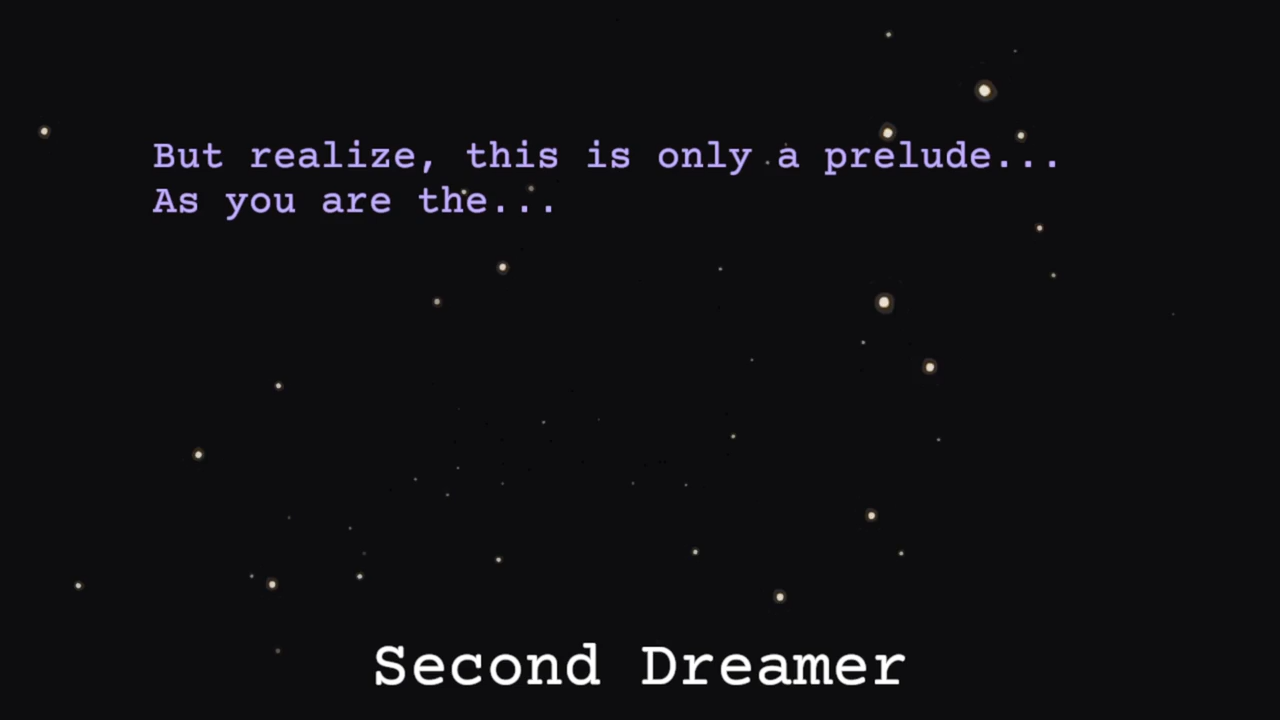 But realize, this is only a prelude...
As you are the...
Second Dreamer